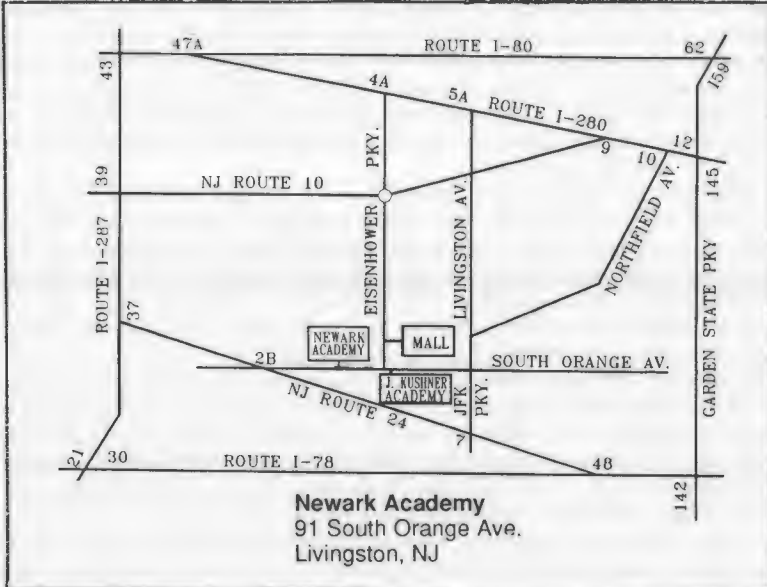 47A
ROUTE I-80
62
43
159
4A
5A
ROUTE I-280
PKY.
9
10
12
39
NJ ROUTE 10
145
EISENHOWER
LIVINGSTON AV.
NORTHFIELD AV.
ROUTE I-287
GARDEN STATE PKY
37
NEWARK
ACADEMY
MALL
2B
SOUTH ORANGE AV.
J. KUSHNER
ACADEMY
NJ ROUTE 24
JFK
PKY.
7
21
30
ROUTE I-78
48
142
Newark Academy
91 South Orange Ave.
Livingston, NJ